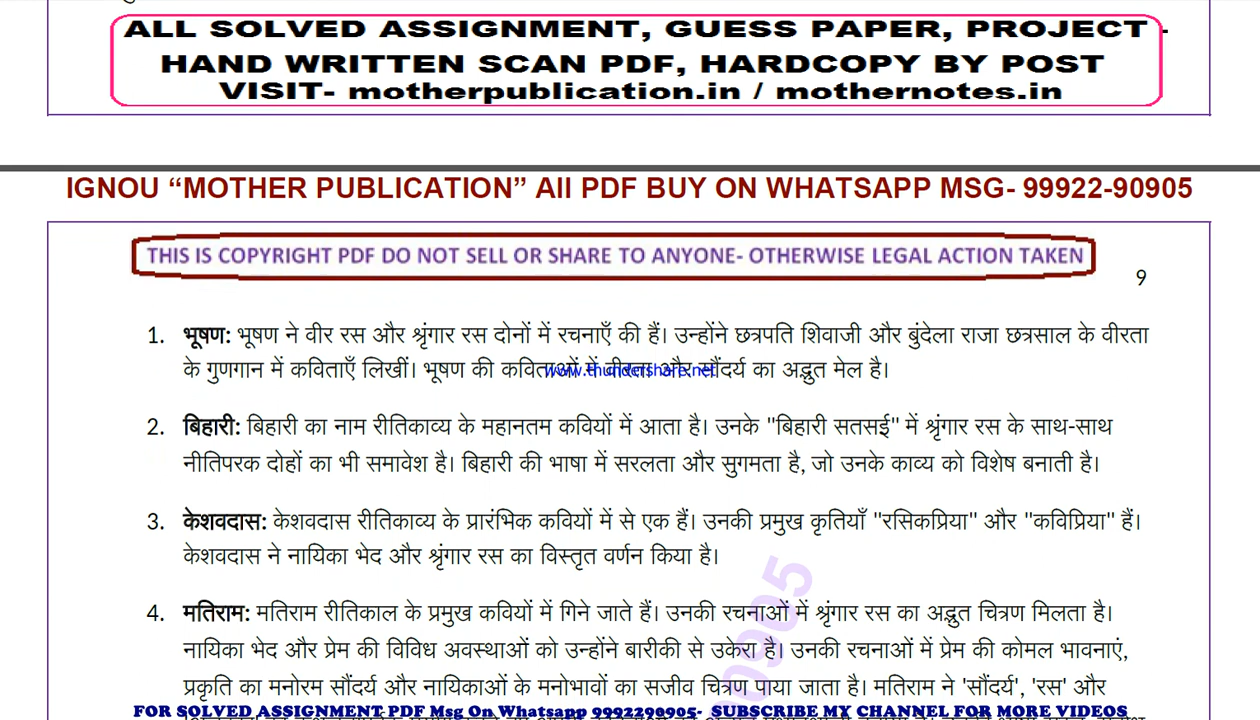 ALL SOLVED ASSIGNMENT, GUESS PAPER, PROJECT -
HAND WRITTEN SCAN PDF, HARDCOPY BY POST
VISIT- motherpublication.in / mothernotes.in
IGNOU “MOTHER PUBLICATION” All PDF BUY ON WHATSAPP MSG- 99922-90905
THIS IS COPYRIGHT PDF DO NOT SELL OR SHARE TO ANYONE- OTHERWISE LEGAL ACTION TAKEN
9
1. भूषण: भूषण ने वीर रस और श्रृंगार रस दोनों में रचनाएँ की हैं। उन्होंने छत्रपति शिवाजी और बुंदेला राजा छत्रसाल के वीरता
के गुणगान में कविताएँ लिखीं। भूषण की कविताओं में वीरता और सौंदर्य का अद्भुत मेल है।
www.thundershare.net
2. बिहारी: बिहारी का नाम रीतिकाव्य के महानतम कवियों में आता है। उनके "बिहारी सतसई" में श्रृंगार रस के साथ-साथ
नीतिपरक दोहों का भी समावेश है। बिहारी की भाषा में सरलता और सुगमता है, जो उनके काव्य को विशेष बनाती है।
3. केशवदास: केशवदास रीतिकाव्य के प्रारंभिक कवियों में से एक हैं। उनकी प्रमुख कृतियाँ "रसिकप्रिया" और "कविप्रिया" हैं।
केशवदास ने नायिका भेद और श्रृंगार रस का विस्तृत वर्णन किया है।
4. मतिराम: मतिराम रीतिकाल के प्रमुख कवियों में गिने जाते हैं। उनकी रचनाओं में श्रृंगार रस का अद्भुत चित्रण मिलता है।
नायिका भेद और प्रेम की विविध अवस्थाओं को उन्होंने बारीकी से उकेरा है। उनकी रचनाओं में प्रेम की कोमल भावनाएं,
प्रकृति का मनोरम सौंदर्य और नायिकाओं के मनोभावों का सजीव चित्रण पाया जाता है। मतिराम ने 'सौंदर्य', 'रस' और
0905
FOR SOLVED ASSIGNMENT PDF Msg On Whatsapp 9992290905- SUBSCRIBE MY CHANNEL FOR MORE VIDEOS